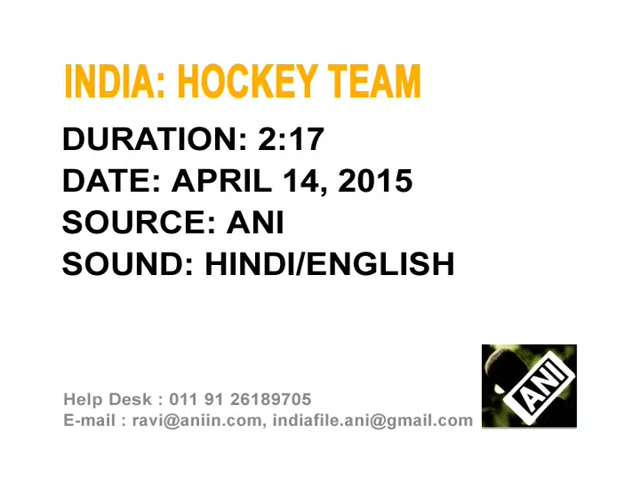 INDIA: HOCKEY TEAM
DURATION: 2:17
DATE: APRIL 14, 2015
SOURCE: ANI
SOUND: HINDI/ENGLISH
Help Desk : 011 91 26189705
E-mail : ravi@aniin.com, indiafile.ani@gmail.com
ANI